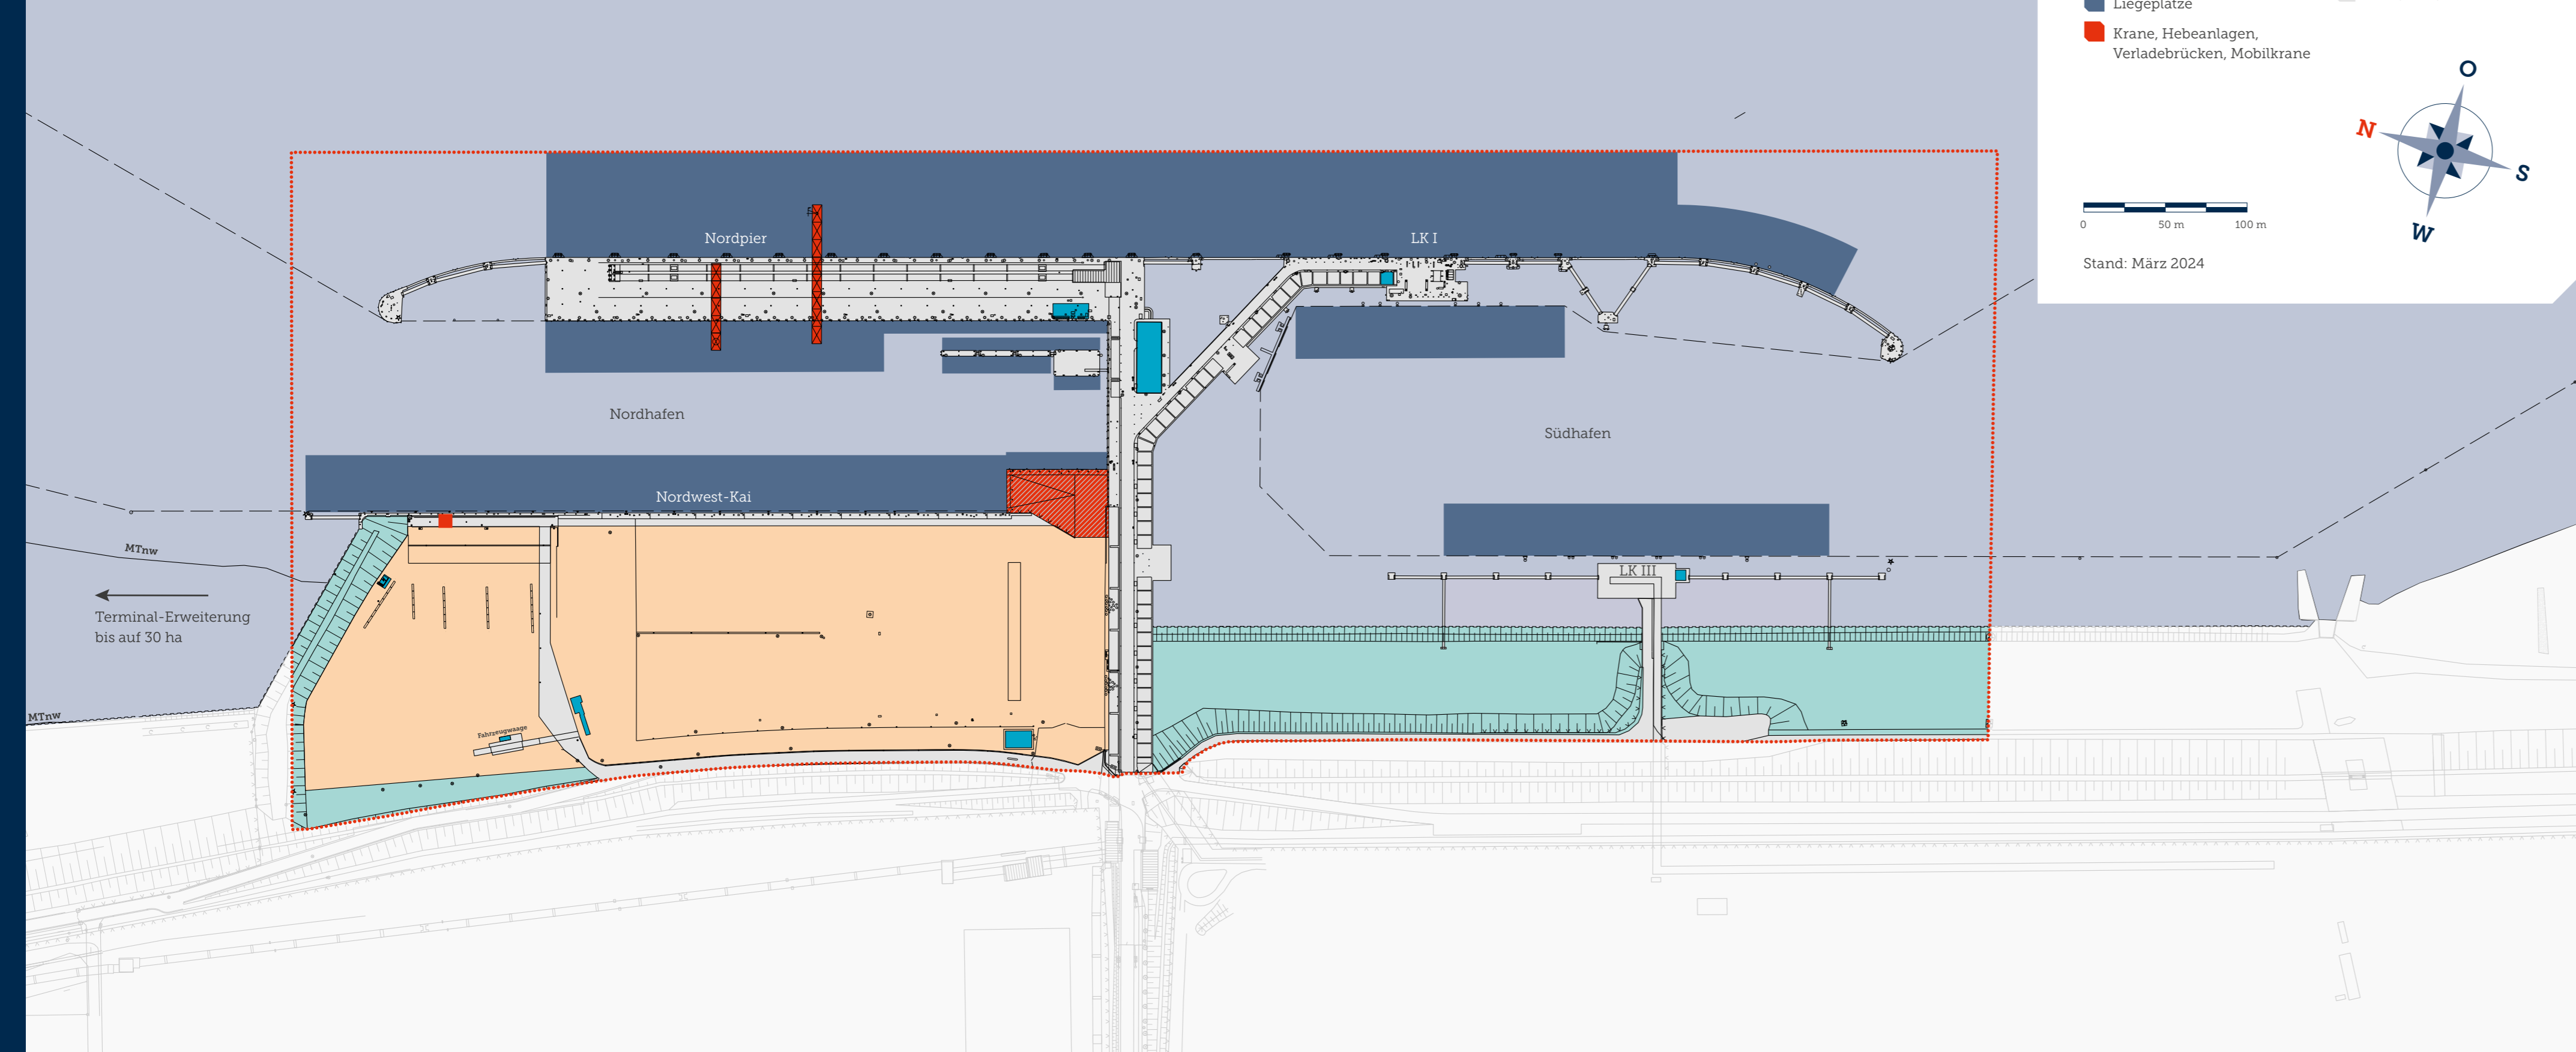 Liegeplätze
Krane, Hebeanlagen,
Verladebrücken, Mobilkrane
O
N
S
W
0
50 m
100 m
Stand: März 2024
Nordpier
LK I
Nordhafen
Südhafen
Nordwest-Kai
MTnw
LK III
Terminal-Erweiterung
bis auf 30 ha
MTnw
Fahrzeugwaage